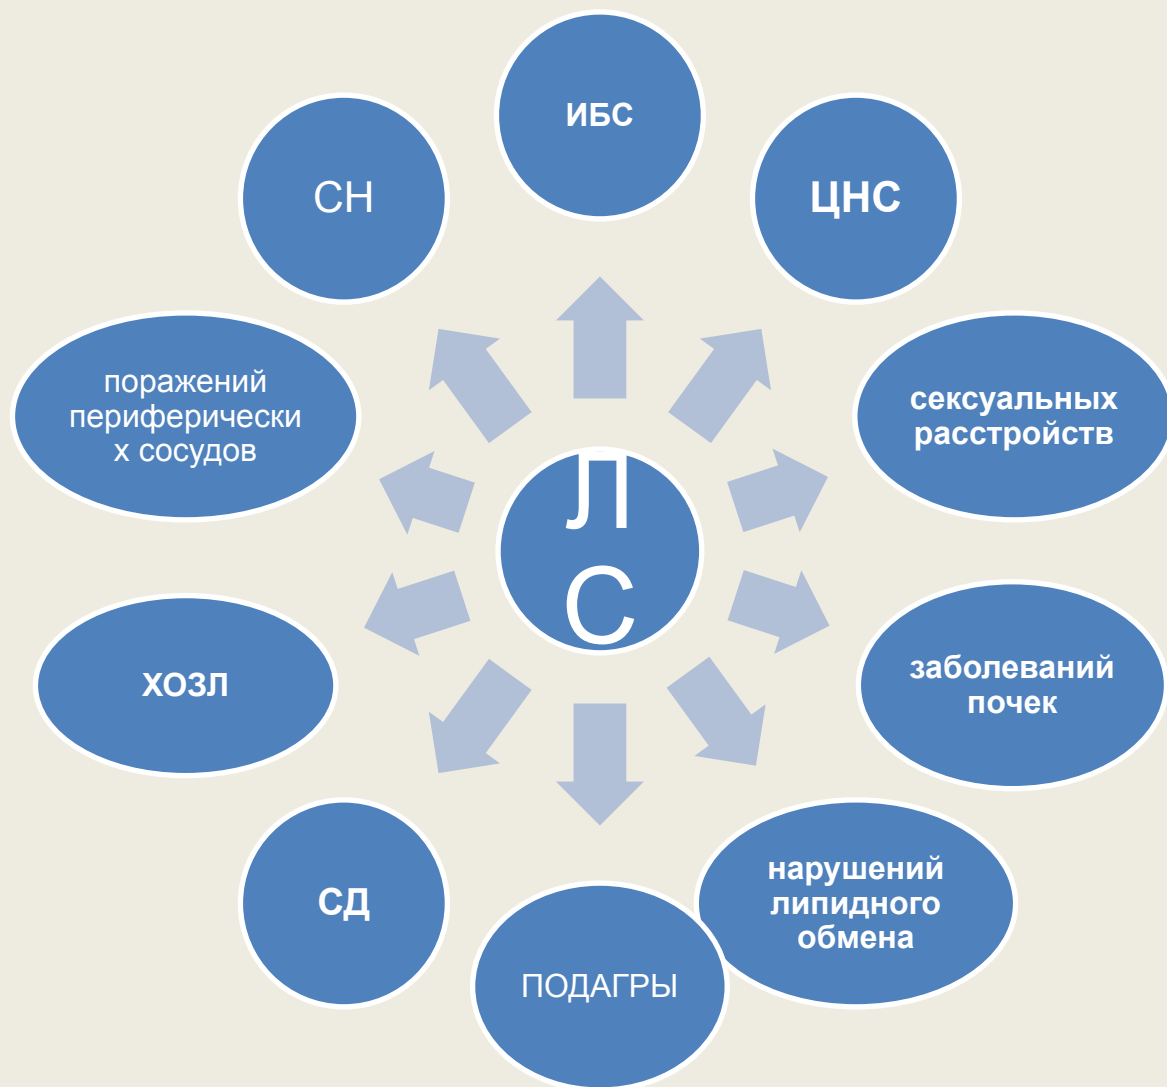 ИБС
ЦНС
сексуальных
расстройств
заболеваний
почек
нарушений
липидного
обмена
ПОДАГРЫ
СД
ХОЗЛ
поражений
периферически
х сосудов
СН
Л
С